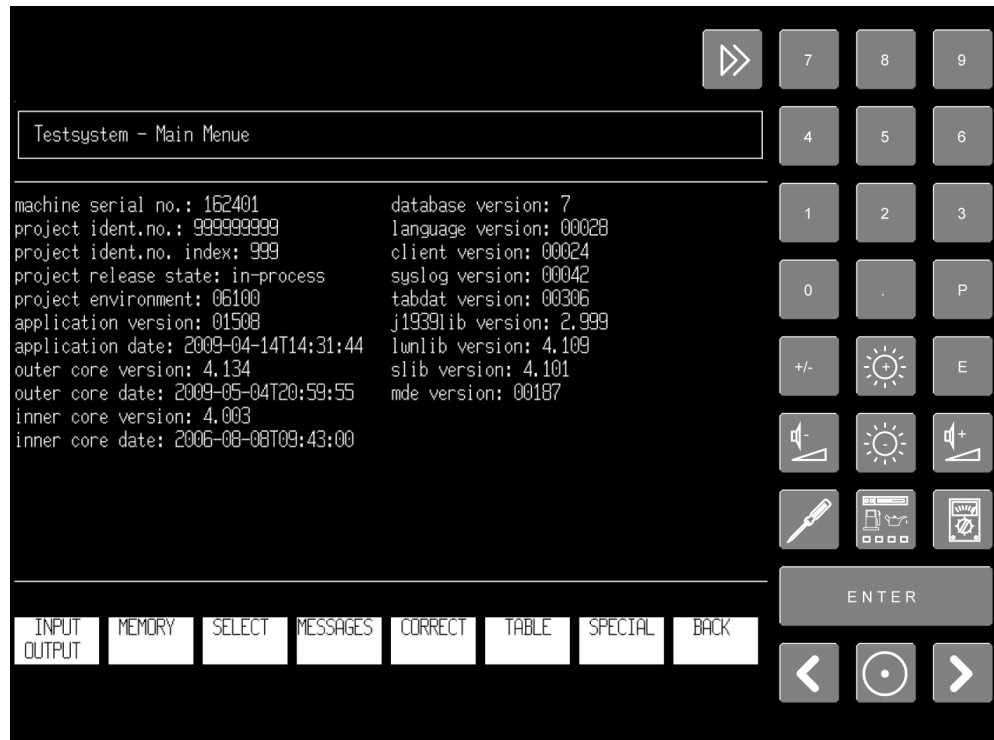 7 8 9
Testsystem - Main Menue
4 5 6
machine serial no.: 162401
project ident.no.: 999999999
project ident.no. index: 999
project release state: in-process
project environment: 06100
application version: 01508
application date: 2009-04-14T14:31:44
outer core version: 4.134
outer core date: 2009-05-04T20:59:55
inner core version: 4.003
inner core date: 2006-08-08T09:43:00
database version: 7
language version: 00028
client version: 00024
syslog version: 00042
tabdat version: 00306
j1939lib version: 2.999
lwnlib version: 4.109
slib version: 4.101
mde version: 00187
1 2 3
0 . P
+/- + E
- - +
ENTER
INPUT MEMORY SELECT MESSAGES CORRECT TABLE SPECIAL BACK
OUTPUT